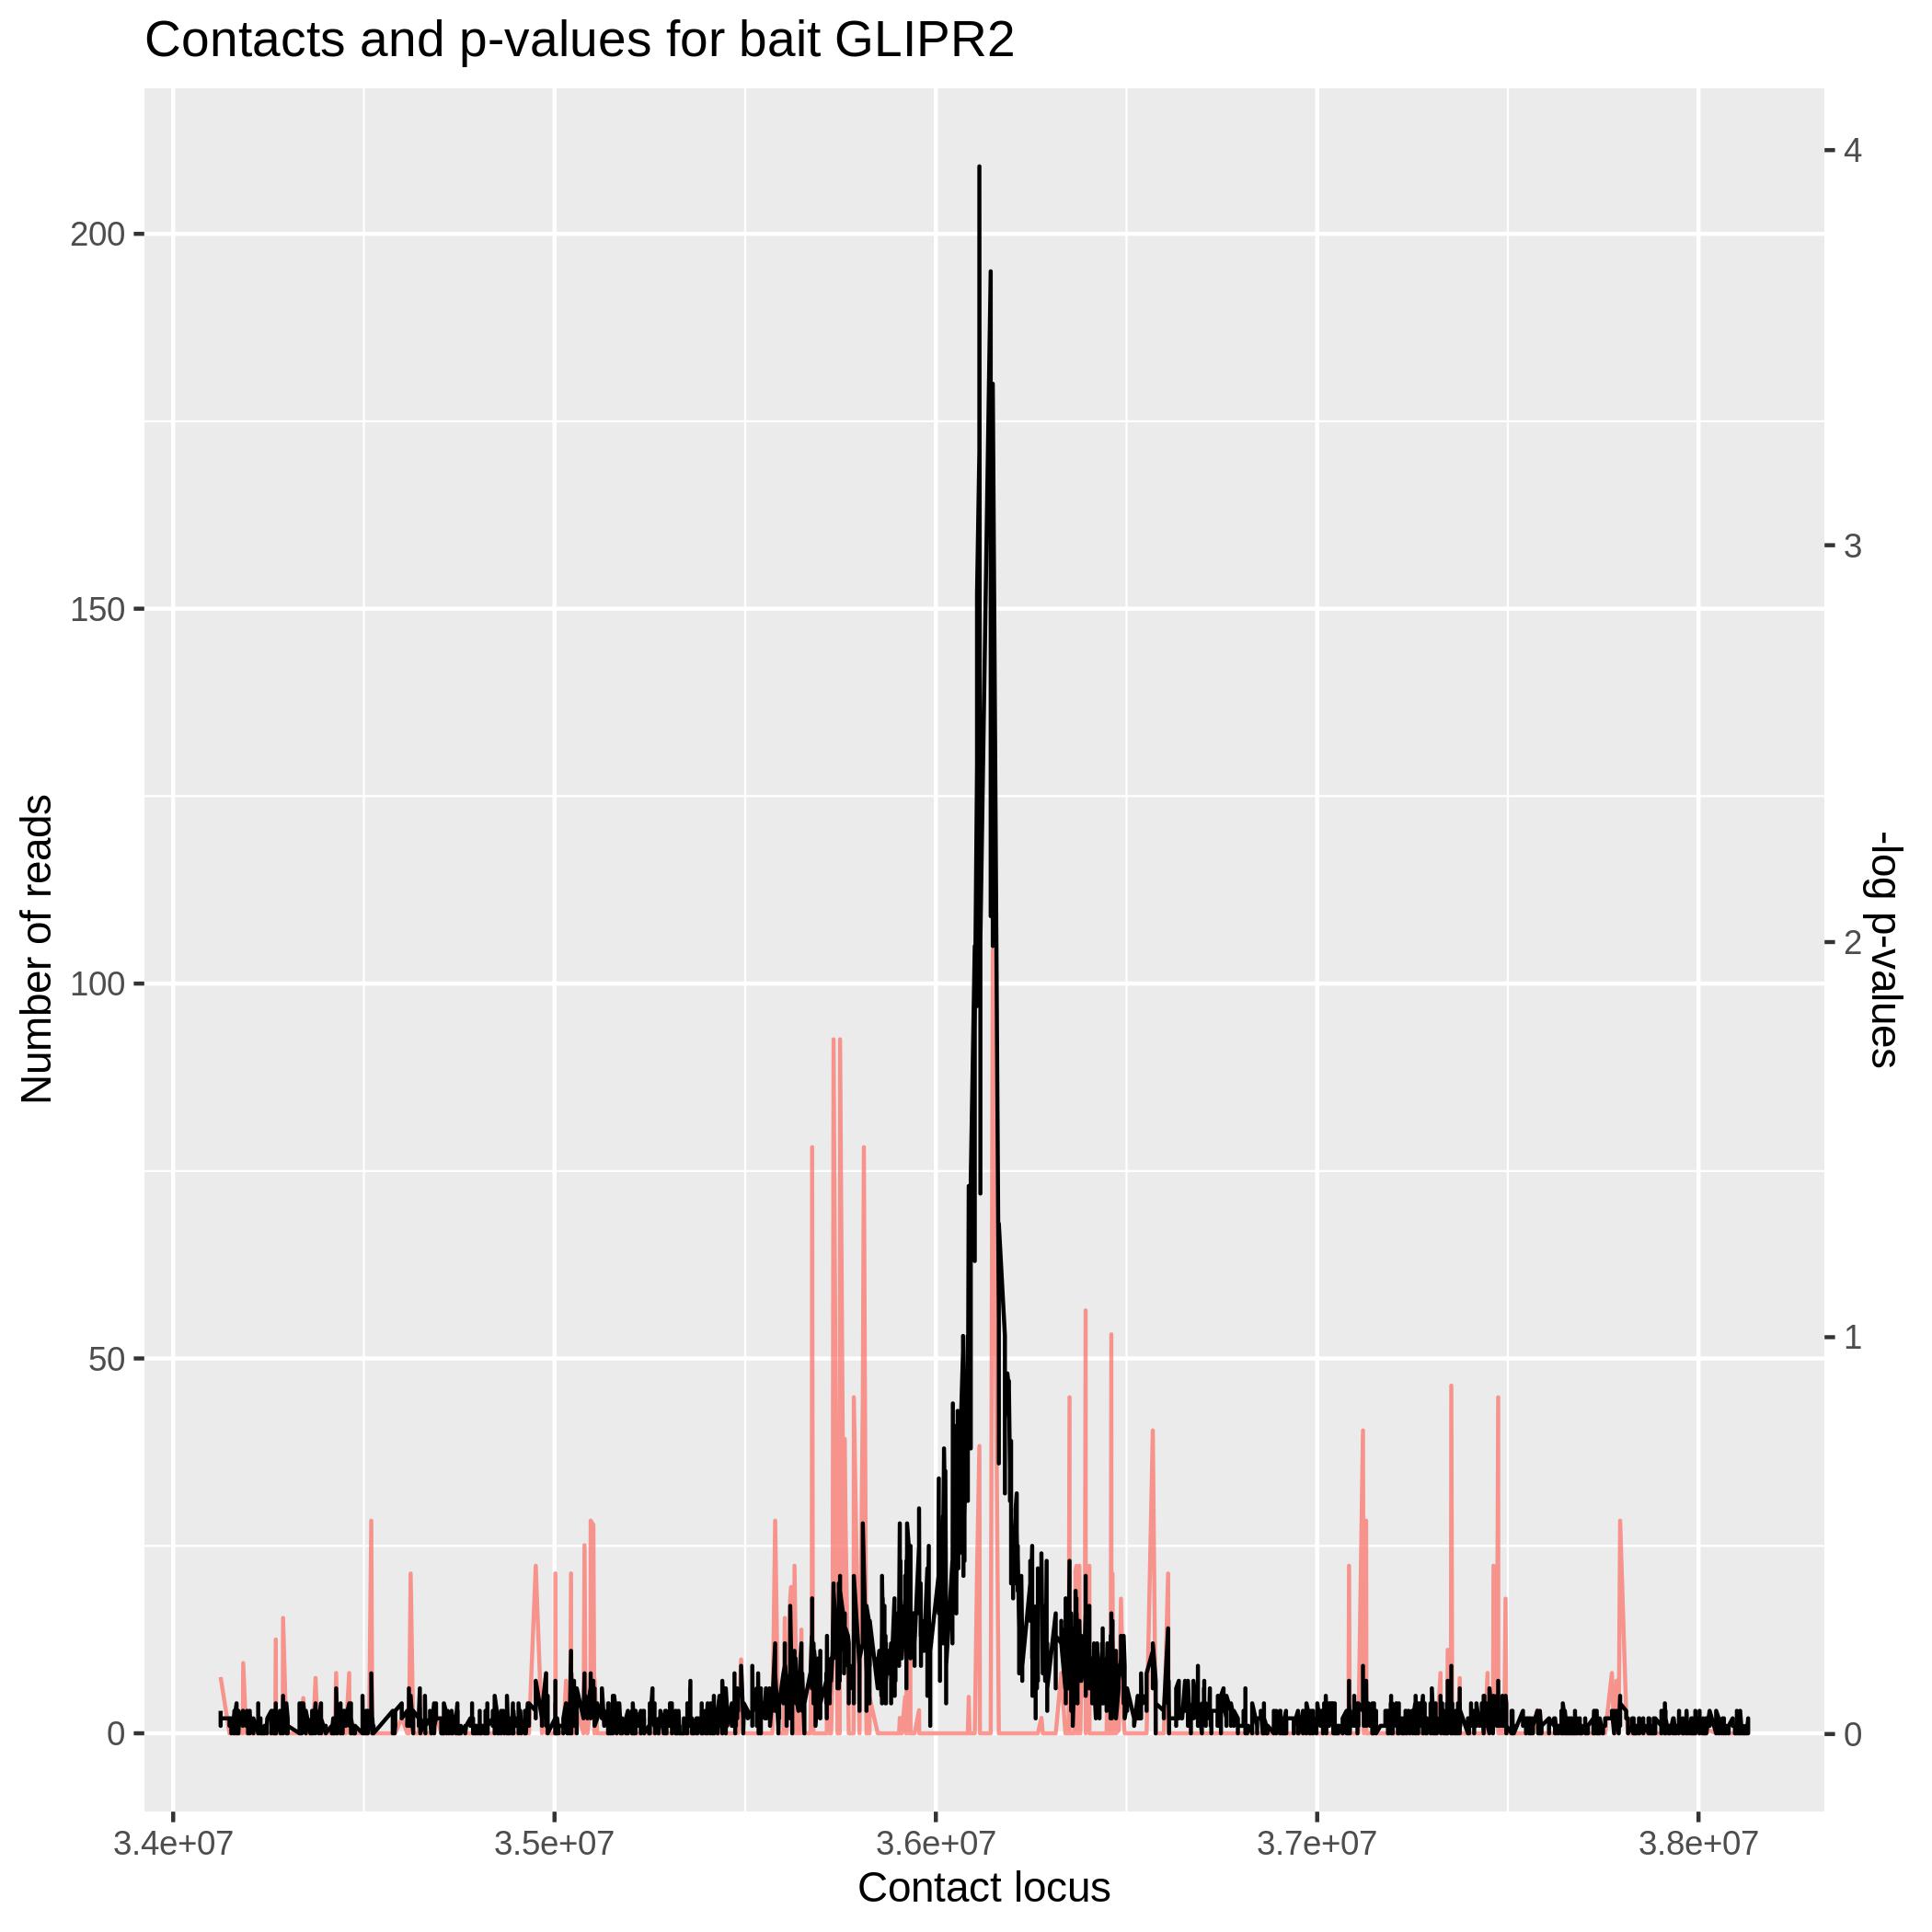 Contacts and p-values for bait GLIPR2
Number of reads
200
150
100
50
0
4
3
2
1
0
-log p-values
3.4e+07
3.5e+07
3.6e+07
3.7e+07
3.8e+07
Contact locus